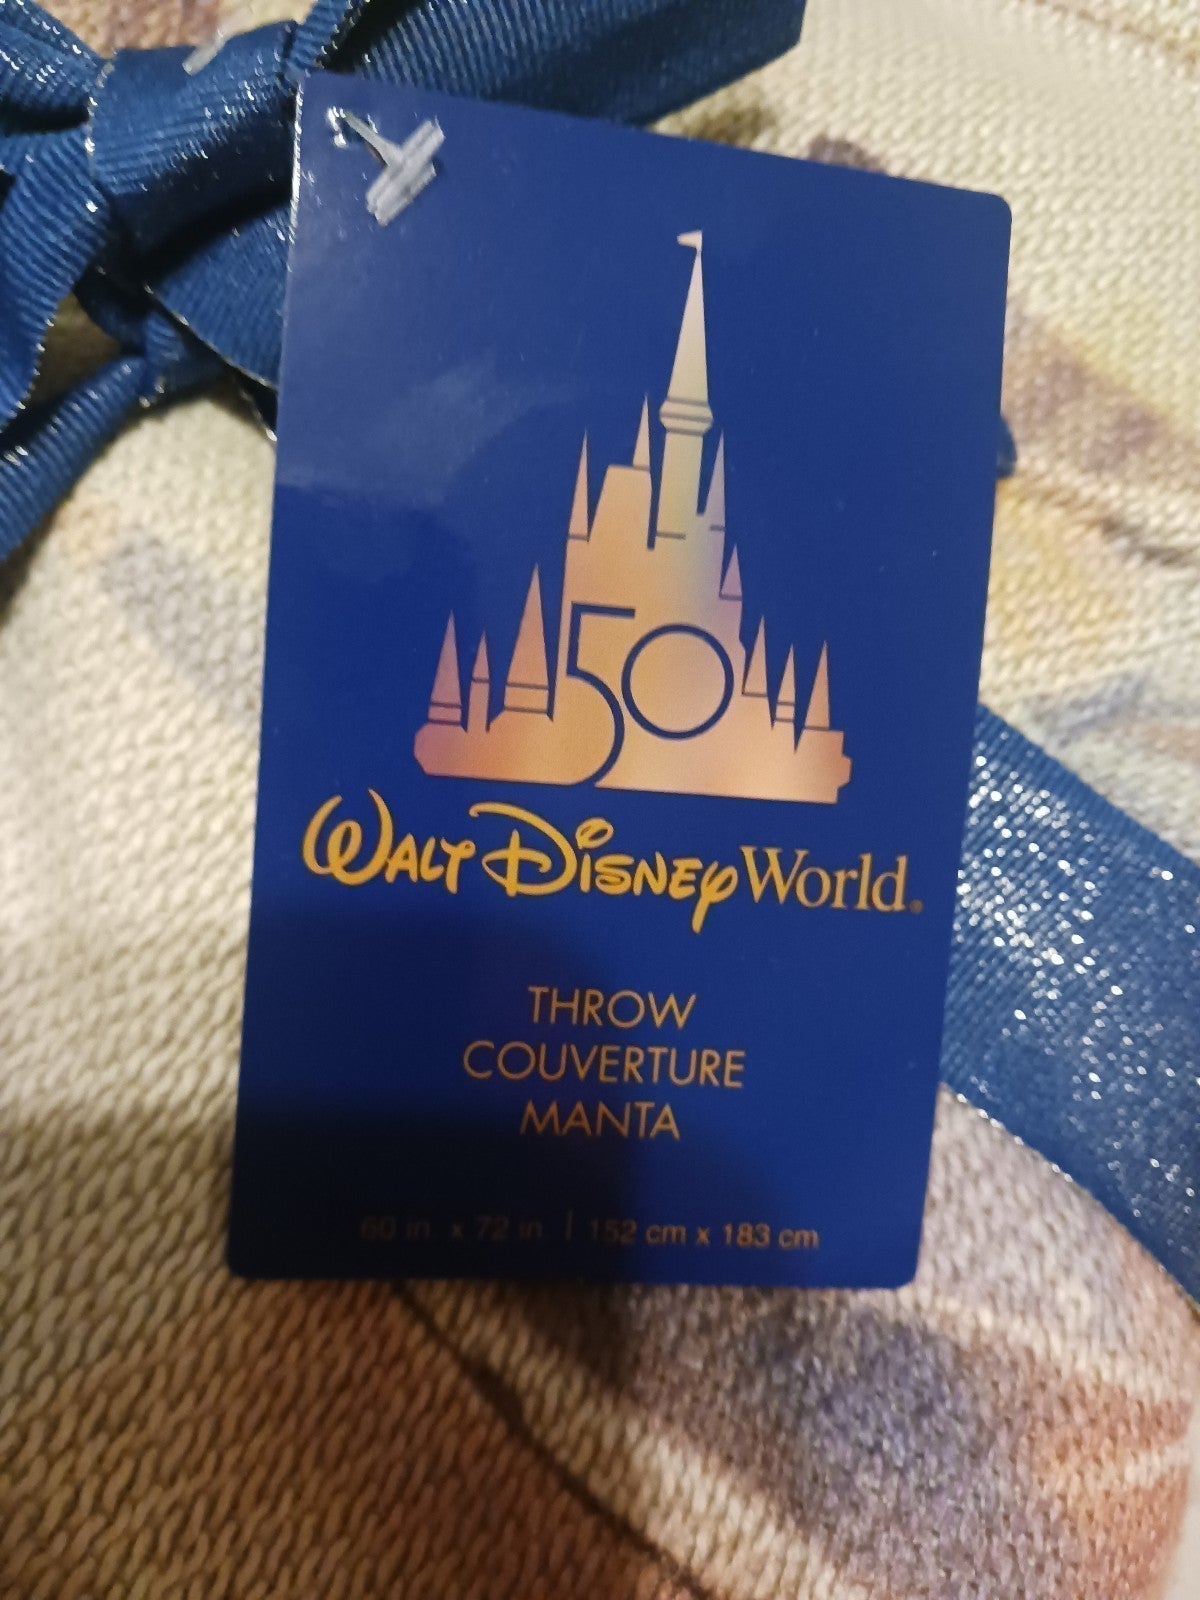 50
WALT DISNEY World®
THROW
COUVERTURE
MANTA
60 in. x 72 in. | 152 cm x 183 cm